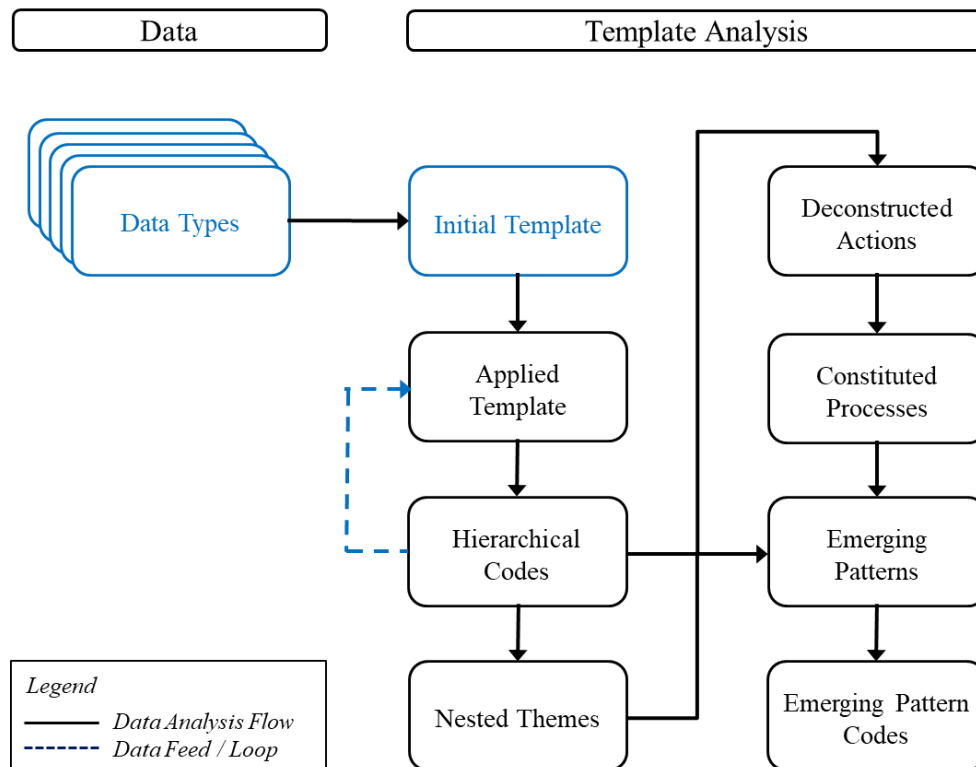 Data
Template Analysis
Data Types
Initial Template
Applied
Template
Hierarchical
Codes
Nested Themes
Deconstructed
Actions
Constituted
Processes
Emerging
Patterns
Emerging Pattern
Codes
Legend
Data Analysis Flow
Data Feed / Loop